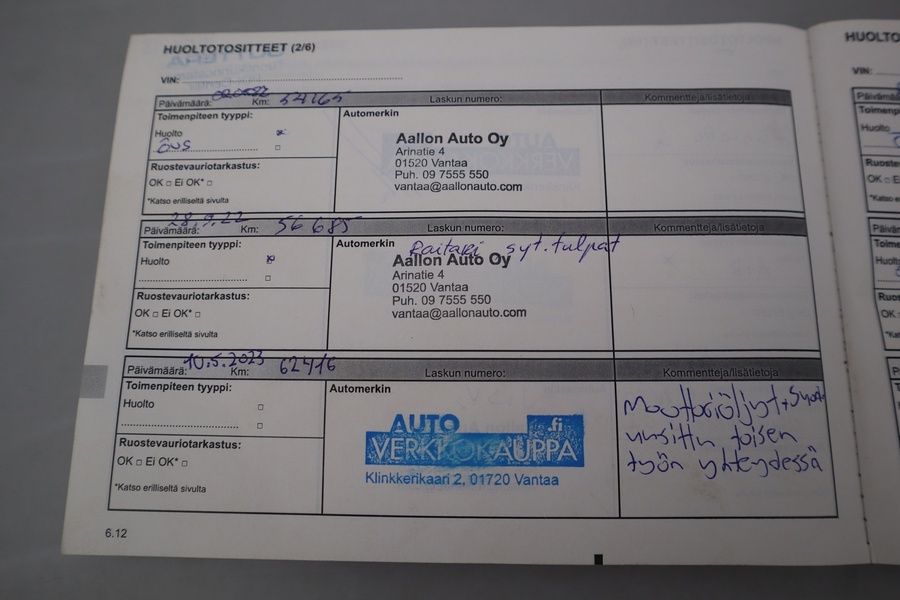 HUOLTOTOSITTEET (2/6)
VIN:
Päivämäärä: Km: 54165 Laskun numero: Kommentteja/lisätietoja
Toimenpiteen tyyppi: Automerkin
Huolto
ÖVS
Ruostevauriotarkastus:
OK □ Ei OK* □
*Katso erilliseltä sivulta
Aallon Auto Oy
Arinatie 4
01520 Vantaa
Puh. 09 7555 550
vantaa@aallonauto.com
Päivämäärä: 28.9.22 Km: 56 685 Kommentteja/lisätietoja
Toimenpiteen tyyppi: Automerkin
Raitaki syt.tulpat
Huolto
Ruostevauriotarkastus:
OK □ Ei OK* □
*Katso erilliseltä sivulta
Aallon Auto Oy
Arinatie 4
01520 Vantaa
Puh. 09 7555 550
vantaa@aallonauto.com
Päivämäärä: 10.5.2023 Km: 62416 Laskun numero: Kommentteja/lisätietoja
Toimenpiteen tyyppi: Automerkin
Huolto □
□
Ruostevauriotarkastus:
OK □ Ei OK* □
*Katso erilliseltä sivulta
AUTO .fi
VERKKOKAUPPA
Klinkkerikaari 2, 01720 Vantaa
Moottoriöljyt + Suod
uusittu toisen
työn yhteydessä
6.12
HUOLTO
VIN:
Huolto